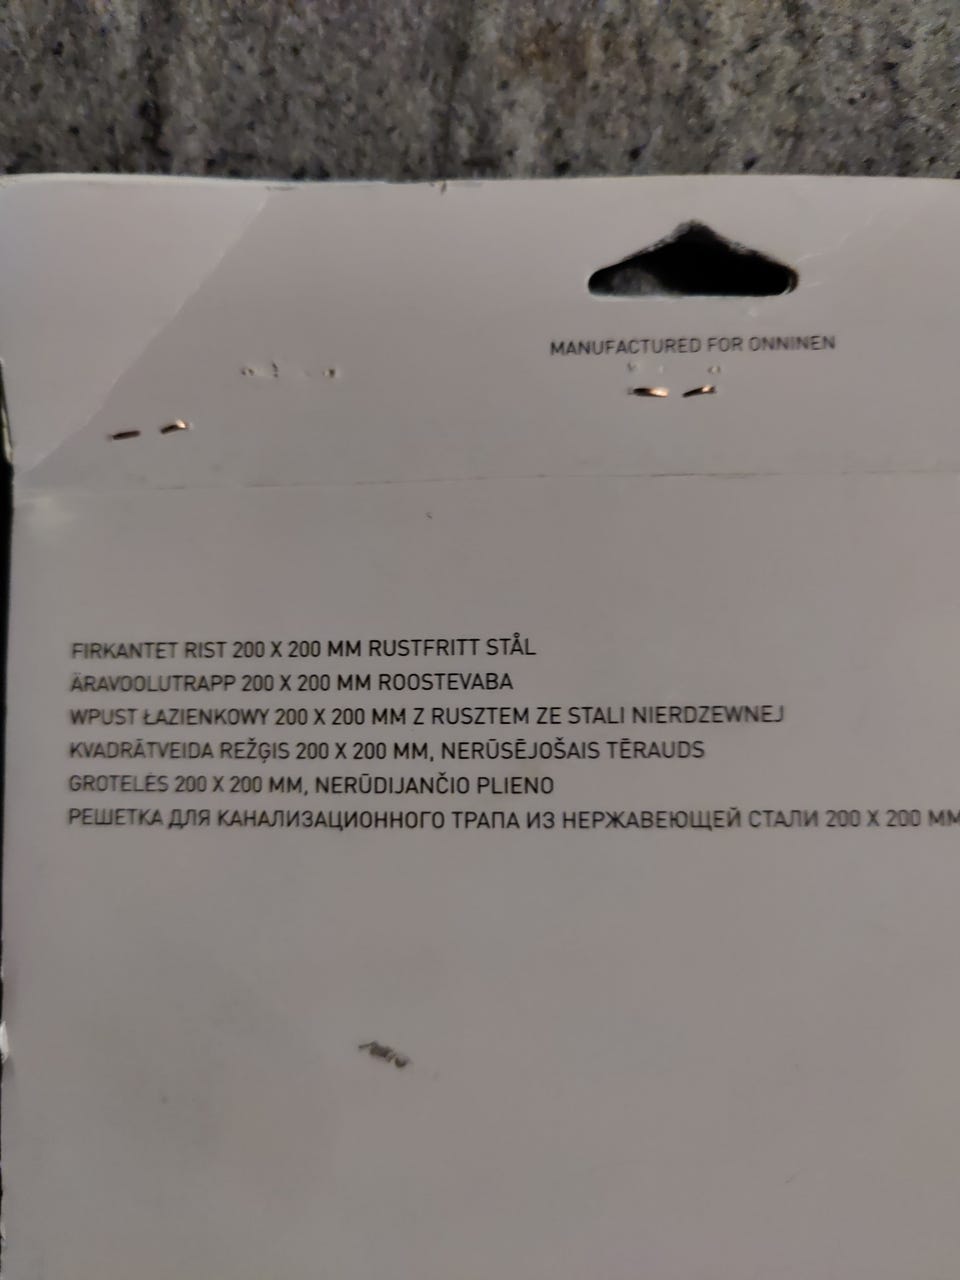 MANUFACTURED FOR ONNINEN
FIRKANTET RIST 200 X 200 MM RUSTFRITT STÅL
ÄRAVOOLUTRAPP 200 X 200 MM ROOSTEVABA
WPUST ŁAZIENKOWY 200 X 200 MM Z RUSZTEM ZE STALI NIERDZEWNEJ
KVADRĀTVEIDA REŽĢIS 200 X 200 MM, NERŪSĒJOŠAIS TĒRAUDS
GROTELĖS 200 X 200 MM, NERŪDIJANČIO PLIENO
РЕШЕТКА ДЛЯ КАНАЛИЗАЦИОННОГО ТРАПА ИЗ НЕРЖАВЕЮЩЕЙ СТАЛИ 200 X 200 MM